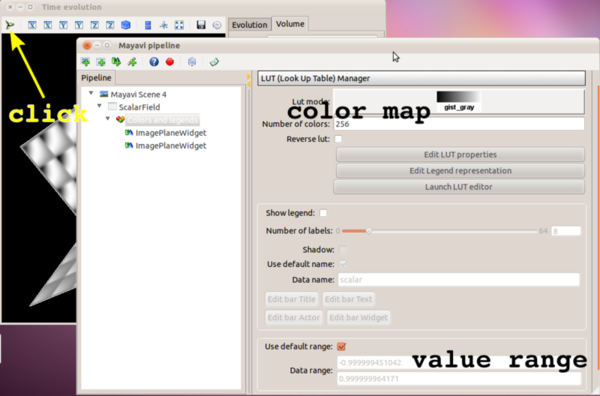 Time evolution
Evolution Volume
Mayavi pipeline
click
Pipeline
Mayavi Scene 4
ScalarField
Colors and legends
ImagePlaneWidget
ImagePlaneWidget
LUT (Look Up Table) Manager
Lut mode:
gist_gray
color map
Number of colors: 256
Reverse lut:
Edit LUT properties
Edit Legend representation
Launch LUT editor
Show legend:
Number of labels: 0 64 8
Shadow:
Use default name:
Data name: scalar
Edit bar Title Edit bar Text
Edit bar Actor Edit bar Widget
Use default range:
value range
Data range: -0.999999451042
0.999999964171